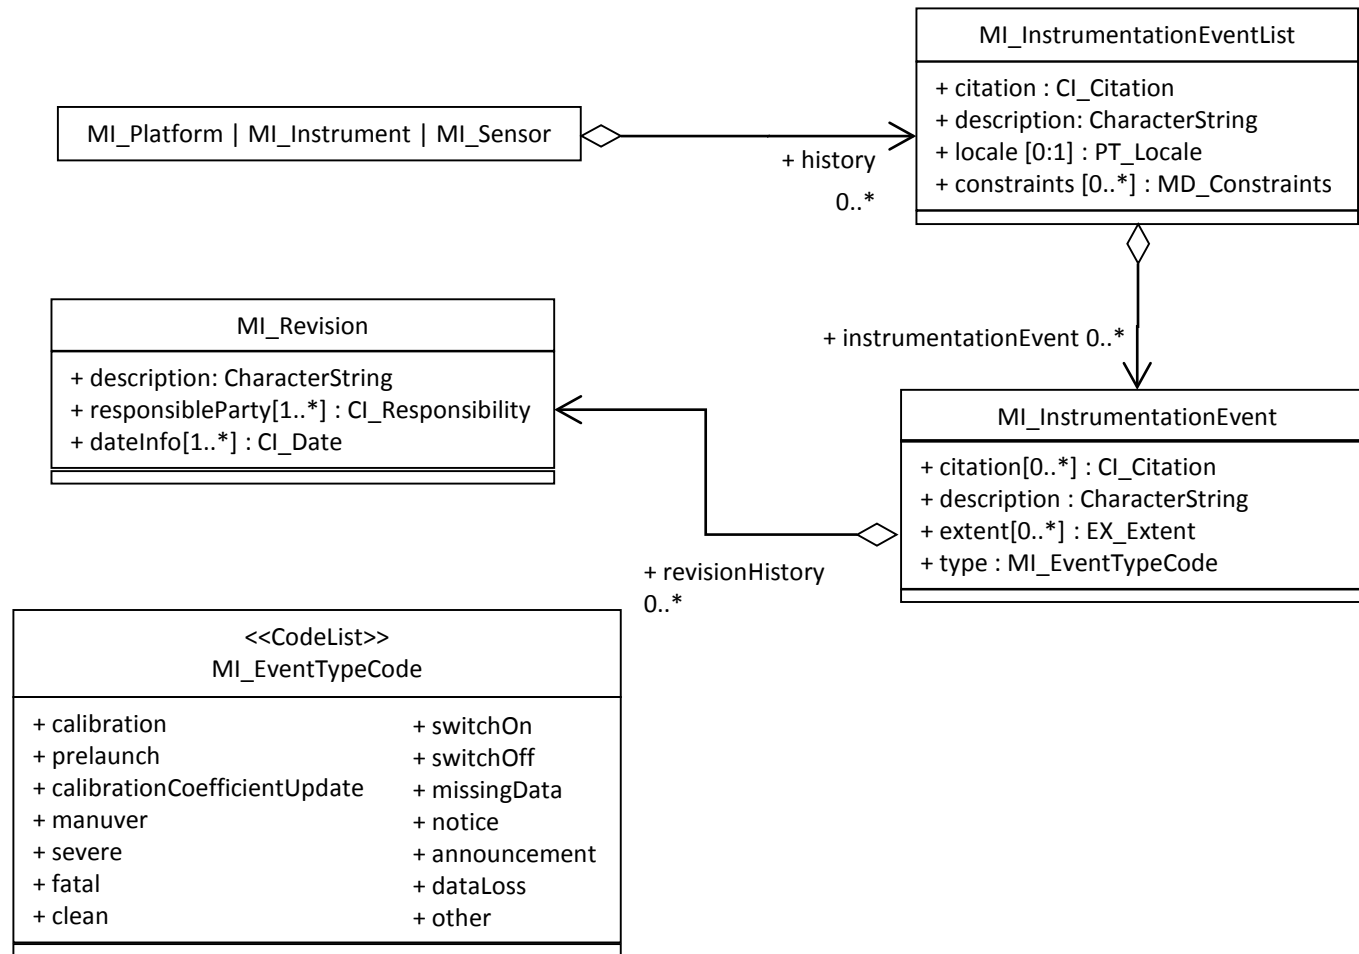 MI_InstrumentationEventList
+ citation : CI_Citation
+ description: CharacterString
+ locale [0:1] : PT_Locale
+ constraints [0..*] : MD_Constraints
MI_Platform | MI_Instrument | MI_Sensor
+ history
0..*
MI_Revision
+ description: CharacterString
+ responsibleParty[1..*] : CI_Responsibility
+ dateInfo[1..*] : CI_Date
+ instrumentationEvent 0..*
MI_InstrumentationEvent
+ citation[0..*] : CI_Citation
+ description : CharacterString
+ extent[0..*] : EX_Extent
+ type : MI_EventTypeCode
+ revisionHistory
0..*
<<CodeList>>
MI_EventTypeCode
+ calibration
+ prelaunch
+ calibrationCoefficientUpdate
+ manuver
+ severe
+ fatal
+ clean
+ switchOn
+ switchOff
+ missingData
+ notice
+ announcement
+ dataLoss
+ other